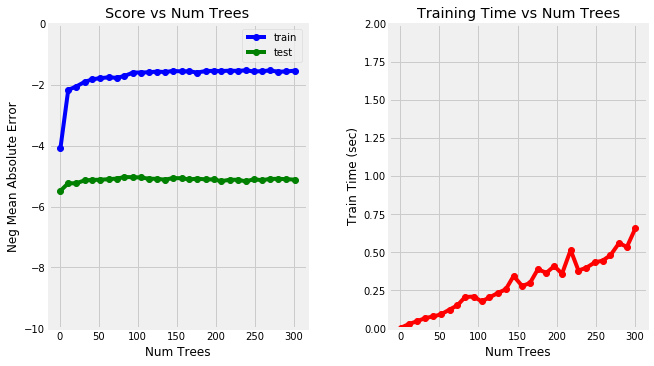 Score vs Num Trees
0
−2
−4
−6
−8
−10
Neg Mean Absolute Error
train
test
0 50 100 150 200 250 300
Num Trees
Training Time vs Num Trees
2.00
1.75
1.50
1.25
1.00
0.75
0.50
0.25
0.00
Train Time (sec)
0 50 100 150 200 250 300
Num Trees